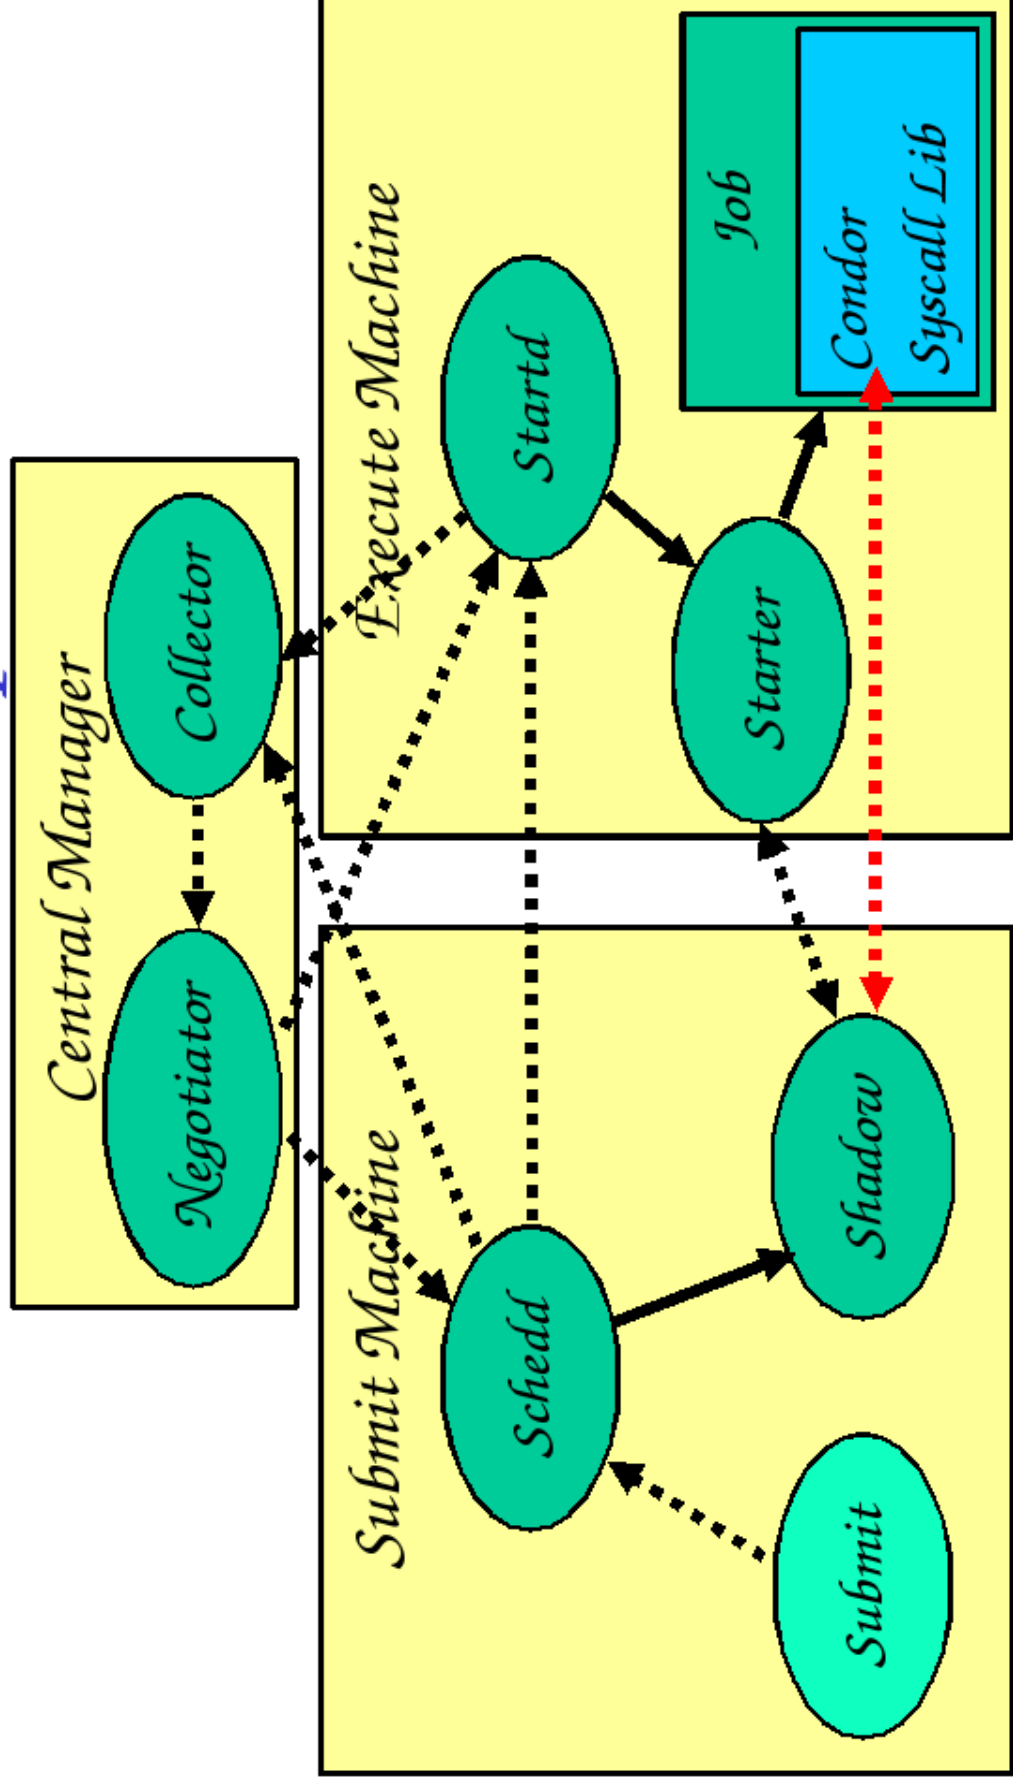 Central Manager
Negotiator
Collector
Submit Machine
Schedd
Submit
Shadow
Execute Machine
Startd
Starter
Job
Condor
Syscall Lib